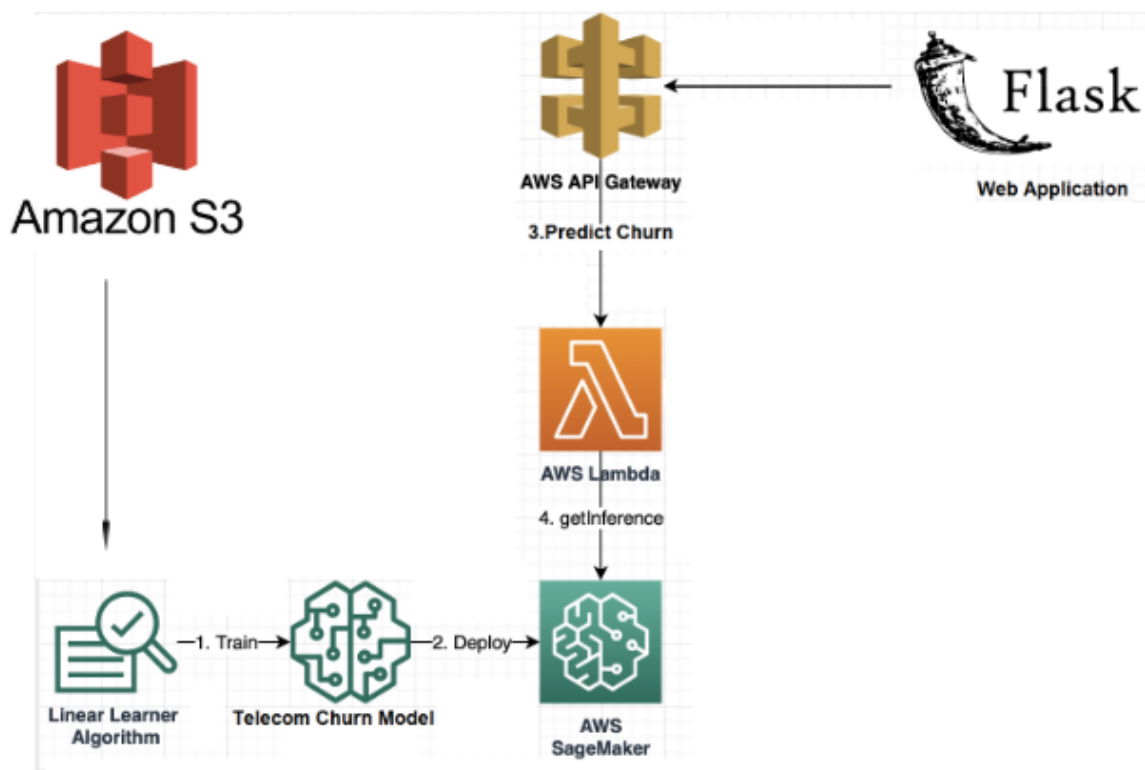 Amazon S3
AWS API Gateway
Flask
Web Application
3.Predict Churn
AWS Lambda
4. getInference
1. Train
2. Deploy
Linear Learner
Algorithm
Telecom Churn Model
AWS
SageMaker